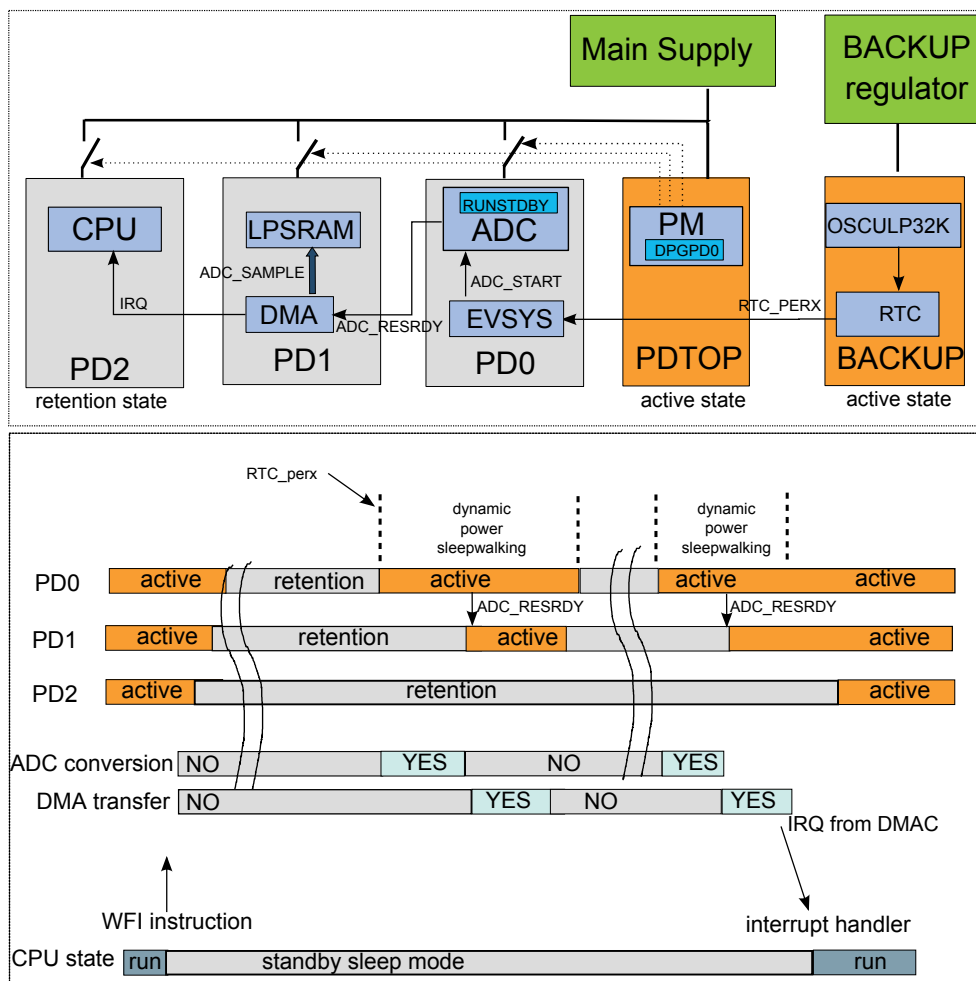 Main Supply
BACKUP
regulator
CPU
LPSRAM
RUNSTDBY
ADC
PM
DPGPD0
OSCULP32K
ADC_SAMPLE
ADC_START
IRQ
DMA
ADC_RESRDY
EVSYS
RTC_PERX
RTC
PD2
PD1
PD0
PDTOP
BACKUP
retention state
active state
active state
RTC_perx
dynamic
power
sleepwalking
dynamic
power
sleepwalking
PD0
active
retention
active
active
active
ADC_RESRDY
ADC_RESRDY
PD1
active
retention
active
active
PD2
active
retention
active
ADC conversion
NO
YES
NO
YES
DMA transfer
NO
YES
NO
YES
IRQ from DMAC
WFI instruction
interrupt handler
CPU state
run
standby sleep mode
run